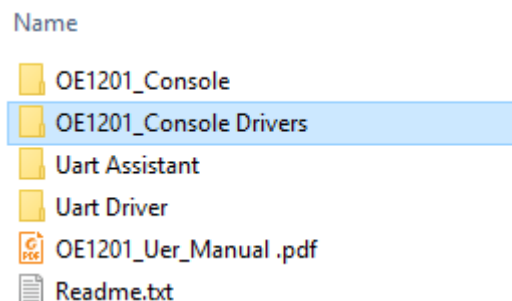 Name
OE1201_Console
OE1201_Console Drivers
Uart Assistant
Uart Driver
OE1201_Uer_Manual .pdf
Readme.txt